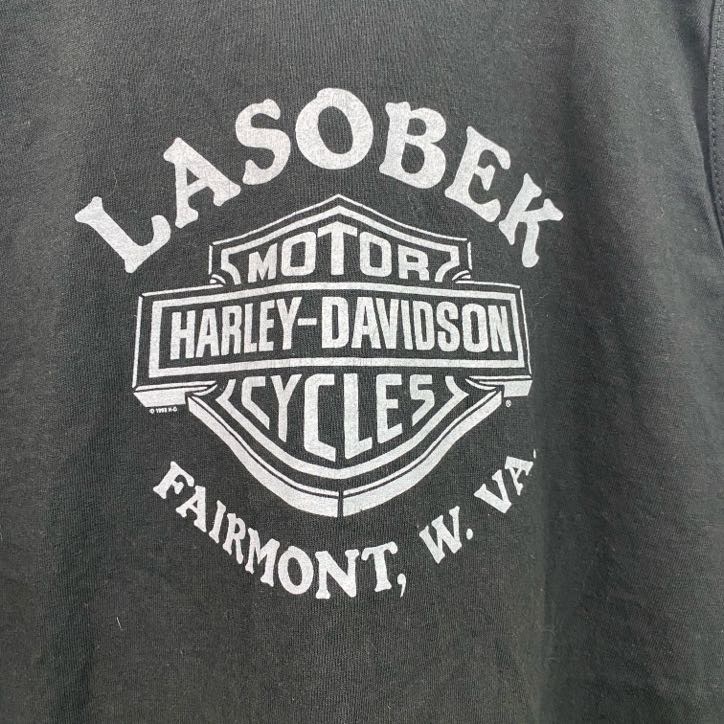 LASOBEK
MOTOR
HARLEY-DAVIDSON
CYCLES
®
FAIRMONT, W. VA.